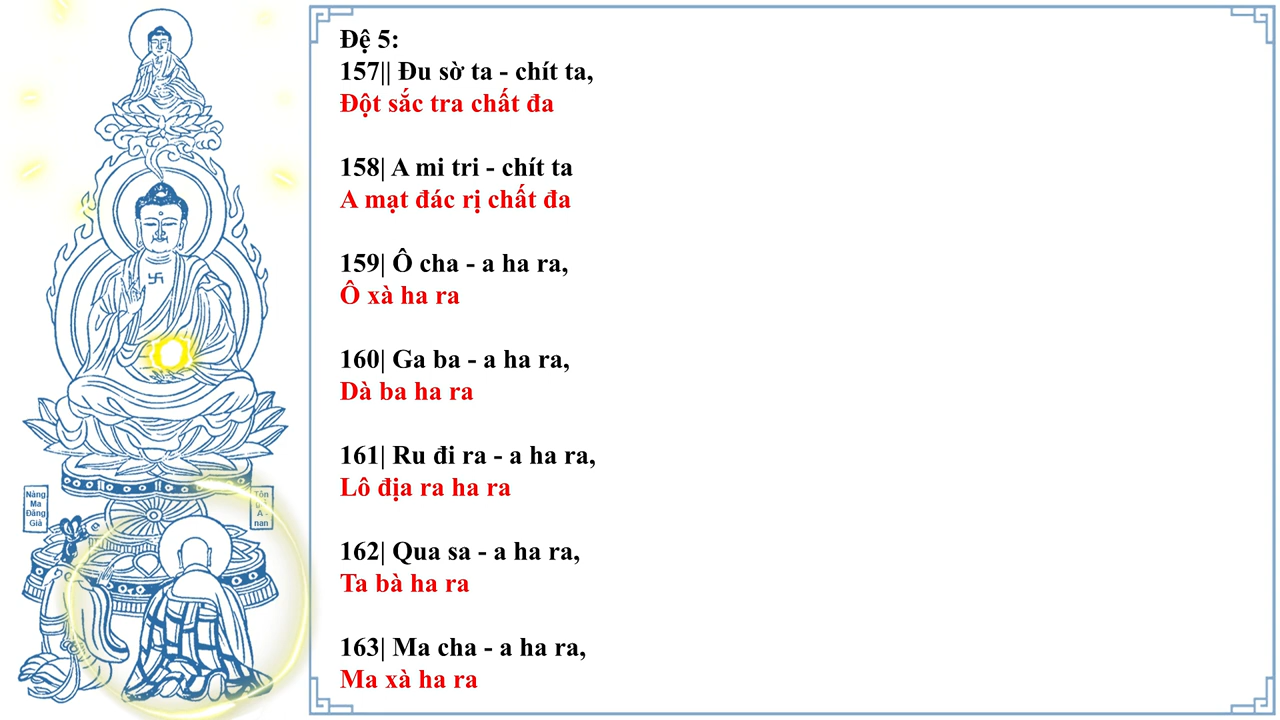 Đệ 5:
157|| Đu sờ ta - chít ta,
Đột sắc tra chất đa
158| A mi tri - chít ta
A mạt đác rị chất đa
159| Ô cha - a ha ra,
Ô xà ha ra
160| Ga ba - a ha ra,
Dà ba ha ra
161| Ru đi ra - a ha ra,
Lô địa ra ha ra
162| Qua sa - a ha ra,
Ta bà ha ra
163| Ma cha - a ha ra,
Ma xà ha ra
Nàng
Ma
Đăng
Già
Tôn
A
nan